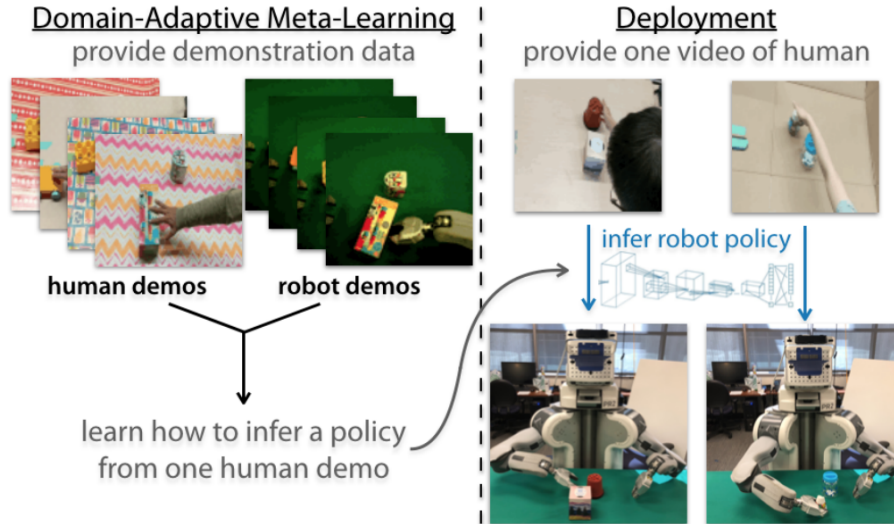 Domain-Adaptive Meta-Learning
provide demonstration data
human demos
robot demos
learn how to infer a policy
from one human demo
Deployment
provide one video of human
infer robot policy